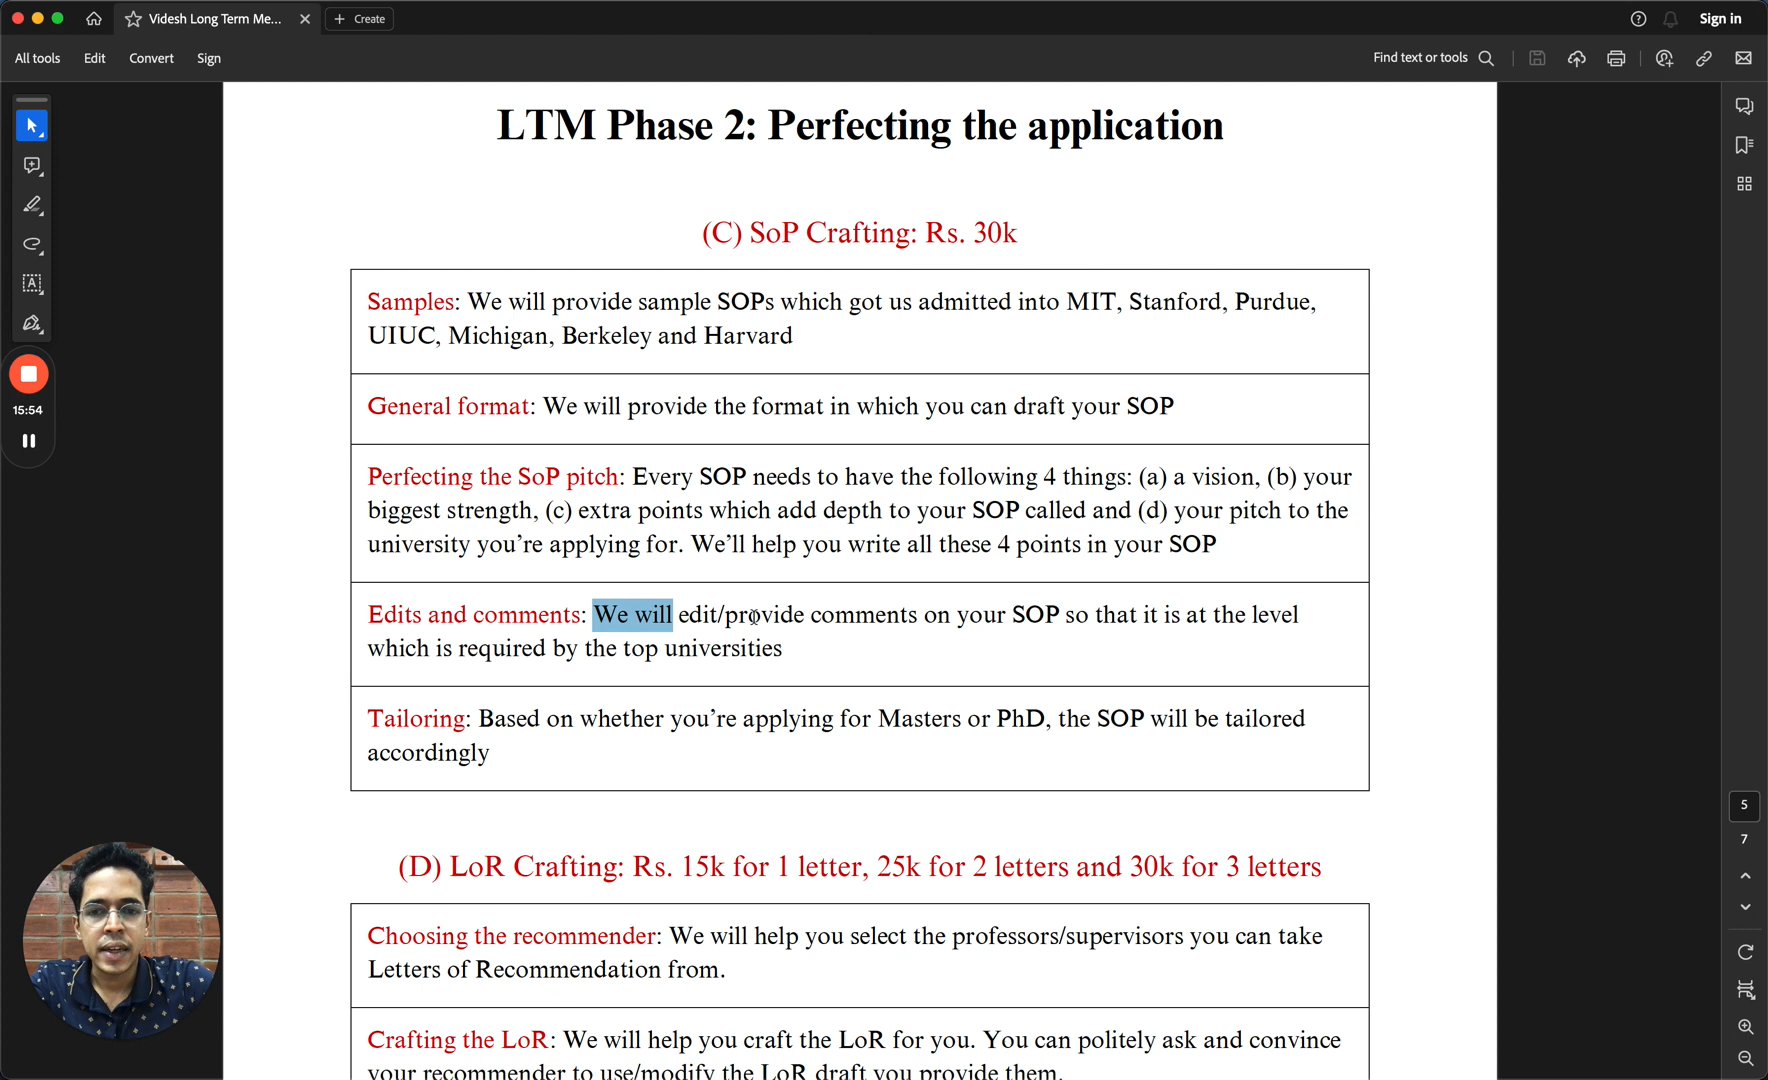 Videsh Long Term Me...
Create
Sign in
All tools
Edit
Convert
Sign
Find text or tools
LTM Phase 2: Perfecting the application
(C) SoP Crafting: Rs. 30k
Samples: We will provide sample SOPs which got us admitted into MIT, Stanford, Purdue,
UIUC, Michigan, Berkeley and Harvard
General format: We will provide the format in which you can draft your SOP
Perfecting the SoP pitch: Every SOP needs to have the following 4 things: (a) a vision, (b) your
biggest strength, (c) extra points which add depth to your SOP called and (d) your pitch to the
university you’re applying for. We’ll help you write all these 4 points in your SOP
Edits and comments: We will edit/provide comments on your SOP so that it is at the level
which is required by the top universities
Tailoring: Based on whether you’re applying for Masters or PhD, the SOP will be tailored
accordingly
(D) LoR Crafting: Rs. 15k for 1 letter, 25k for 2 letters and 30k for 3 letters
Choosing the recommender: We will help you select the professors/supervisors you can take
Letters of Recommendation from.
Crafting the LoR: We will help you craft the LoR for you. You can politely ask and convince
your recommender to use/modify the LoR draft you provide them.
15:54
5
7